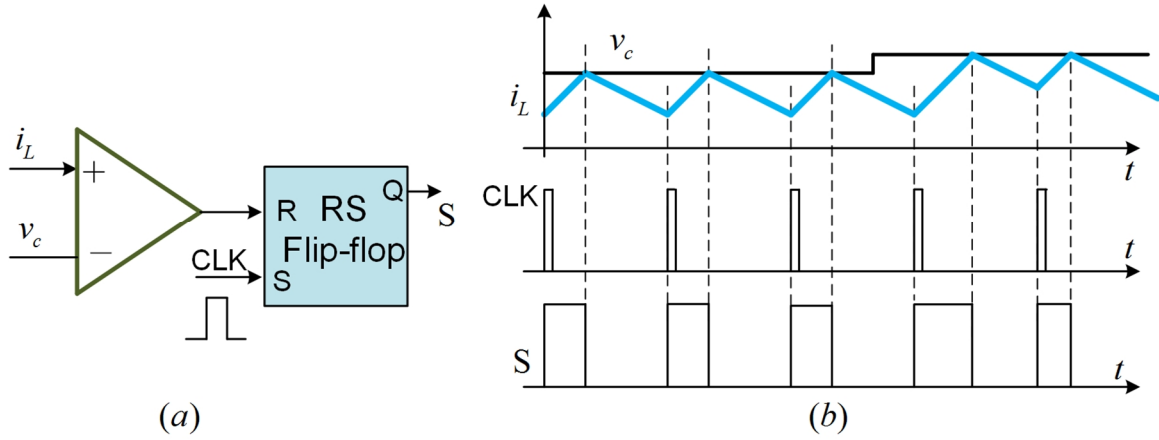 i_L
+
v_c
−
R RS Q
Flip-flop
CLK
S
S
(a)
v_c
i_L
t
CLK
t
S
t
(b)